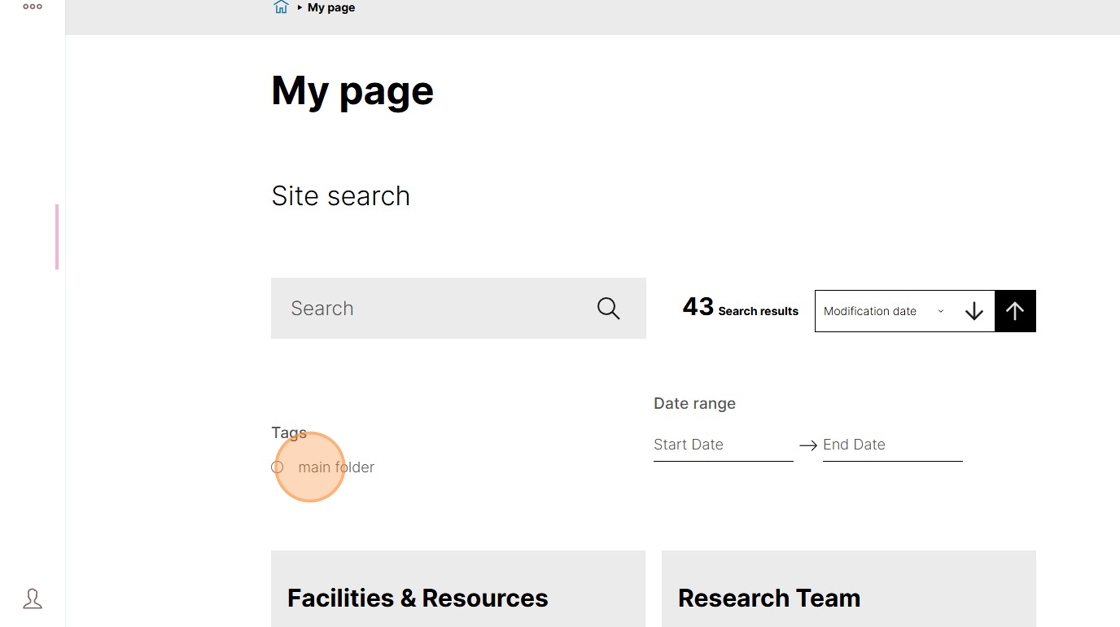 My page
My page
Site search
Search
43 Search results
Modification date
Date range
Start Date
End Date
Tags
main folder
Facilities & Resources
Research Team